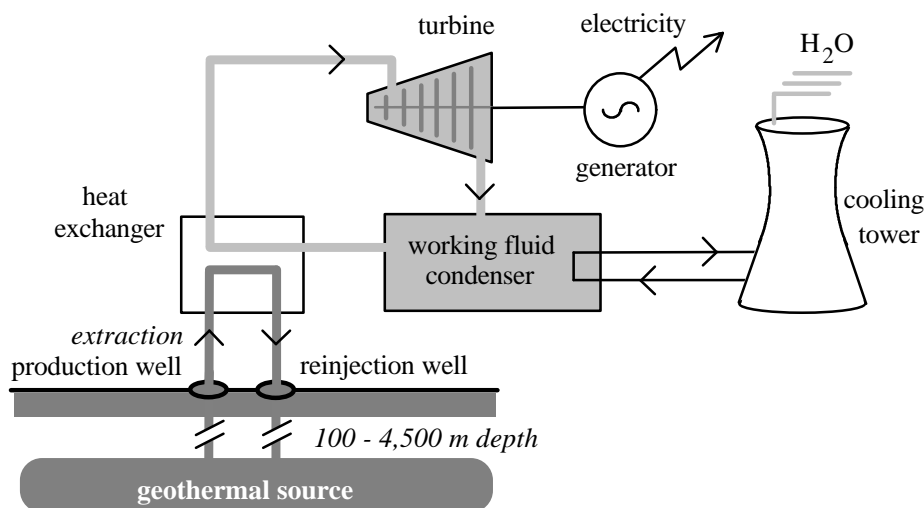 turbine
electricity
H2O
generator
heat
exchanger
working fluid
condenser
cooling
tower
extraction
production well
reinjection well
100 - 4,500 m depth
geothermal source